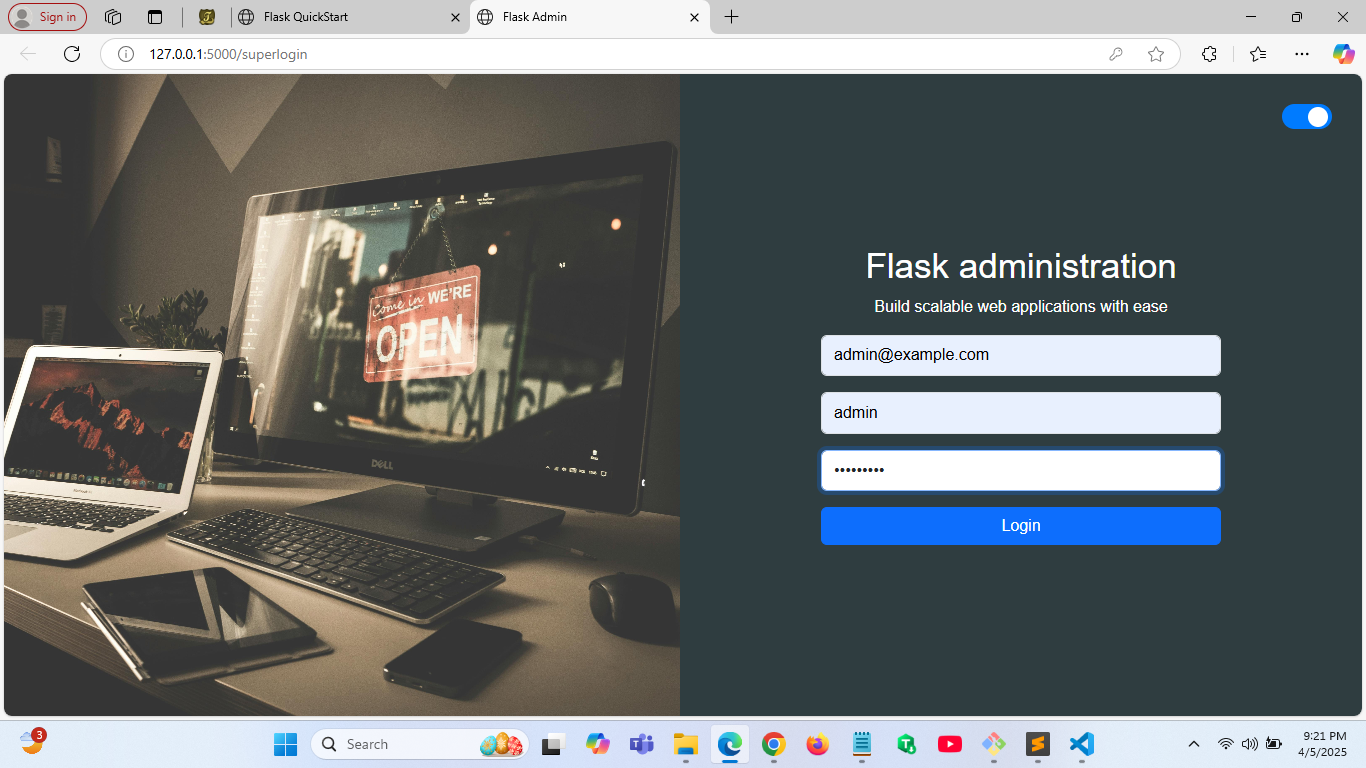 Sign in
Flask QuickStart
Flask Admin
127.0.0.1:5000/superlogin
come in WE'RE
OPEN
DELL
Flask administration
Build scalable web applications with ease
admin@example.com
admin
•••••••••
Login
3
Search
9:21 PM
4/5/2025